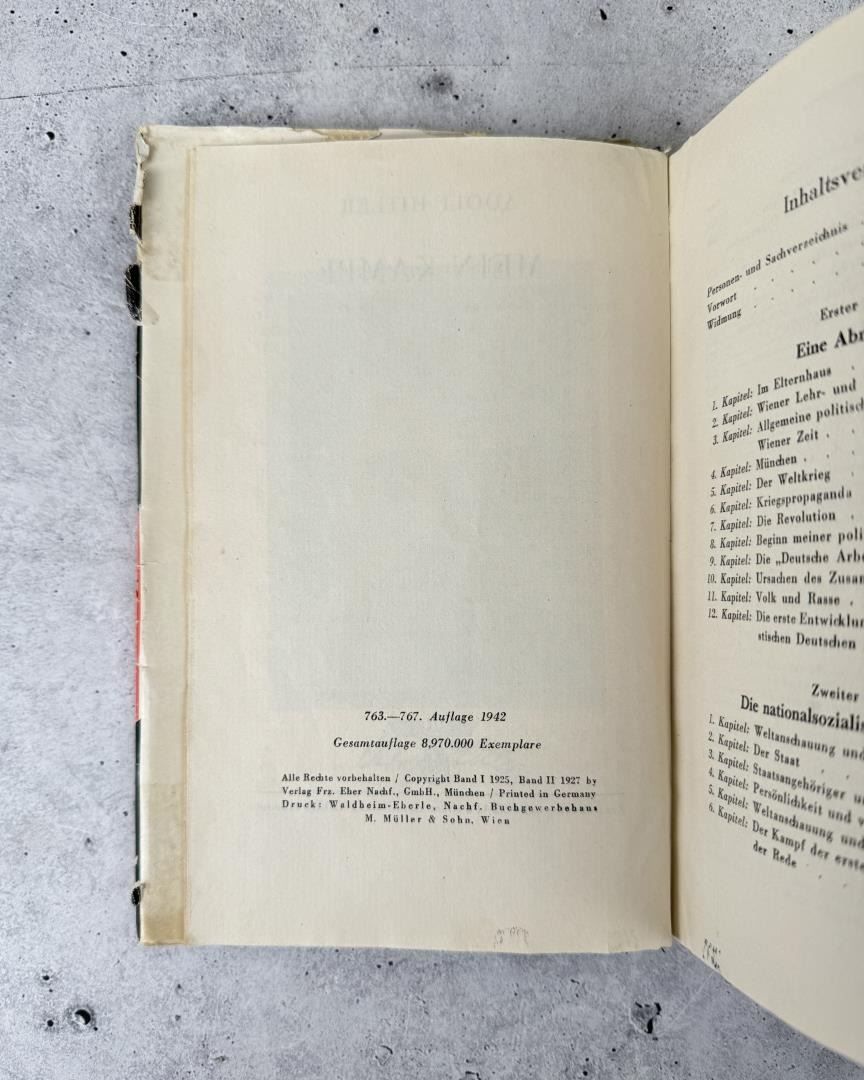 763.—767. Auflage 1942
Gesamtauflage 8,970.000 Exemplare
Alle Rechte vorbehalten / Copyright Band I 1925, Band II 1927 by
Verlag Frz. Eher Nachf., GmbH., München / Printed in Germany
Druck: Waldheim-Eberle, Nachf. Buchgewerbehaus
M. Müller & Sohn, Wien
Personen- und Sachverzeichnis
Vorwort
Widmung
Erster
Eine
1. Kapitel: Im Elternhaus
2. Kapitel: Wiener Lehr- und
3. Kapitel: Allgemeine
Wiener Zeit
4. Kapitel: München
5. Kapitel: Der Weltkrieg
6. Kapitel: Kriegspropaganda
7. Kapitel: Die Revolution
8. Kapitel: Beginn meiner
9. Kapitel: Die „Deutsche
10. Kapitel: Ursachen des
11. Kapitel: Volk und Rasse
12. Kapitel: Die erste
stischen Deutschen
Zweiter
Die
1. Kapitel: Weltanschauung und
2. Kapitel: Der Staat
3. Kapitel: Staatsangehöriger
4. Kapitel: Persönlichkeit und
5. Kapitel: Weltanschauung und
6. Kapitel: Der Kampf der
der Rede